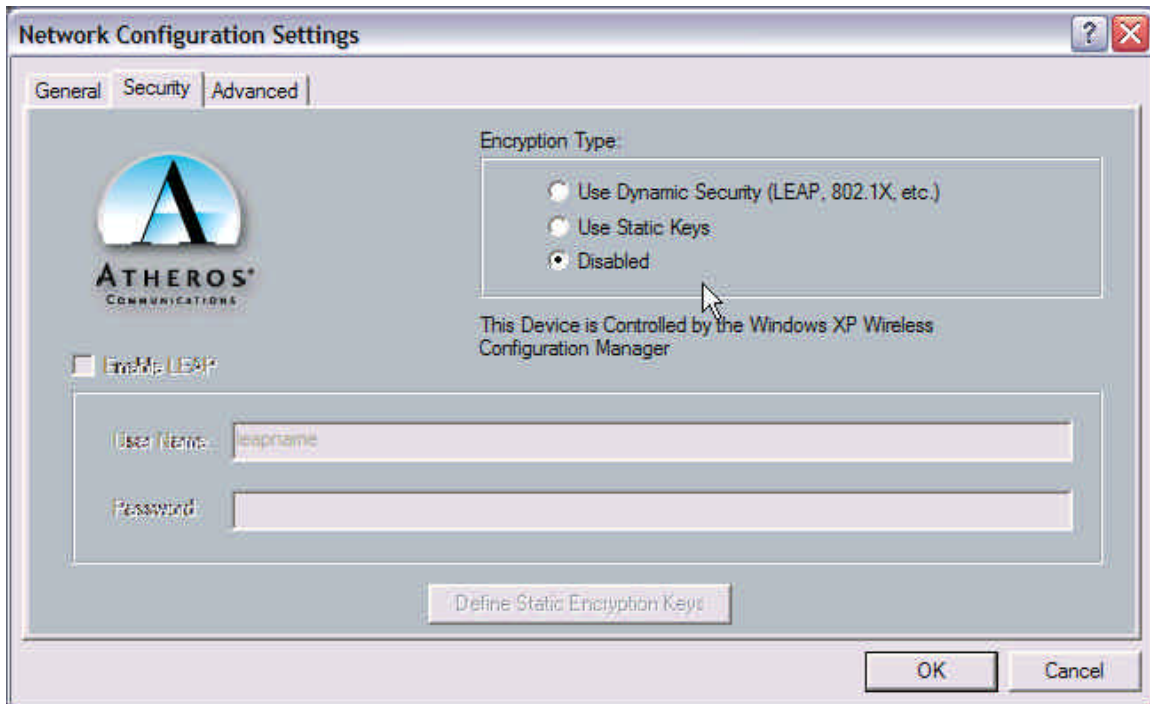 Network Configuration Settings
General Security Advanced
Encryption Type:
Use Dynamic Security (LEAP, 802.1X, etc.)
Use Static Keys
Disabled
ATHEROS®
COMMUNICATIONS
This Device is Controlled by the Windows XP Wireless
Configuration Manager
Enable LEAP
User Name
leapname
Password
Define Static Encryption Keys
OK Cancel